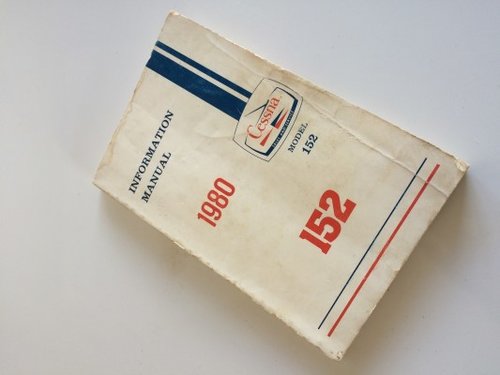 Cessna
MODEL
152
INFORMATION
MANUAL
1980
152